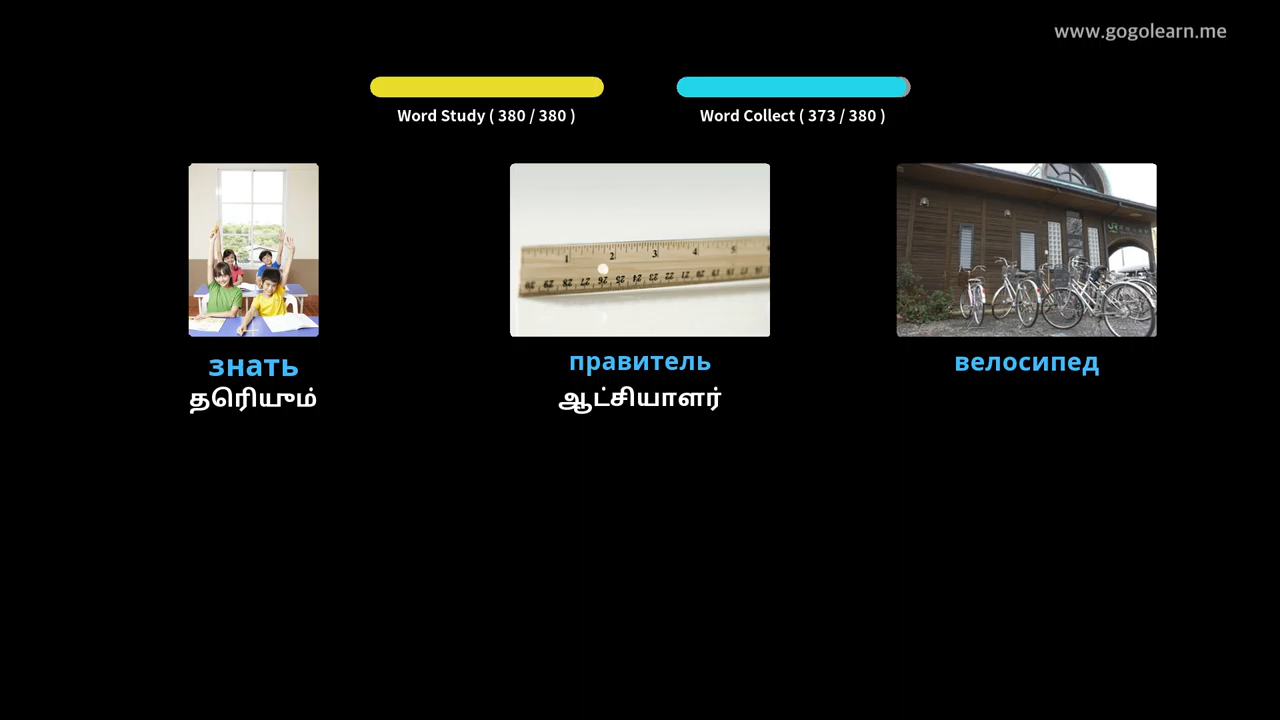 www.gogolearn.me
Word Study ( 380 / 380 )
Word Collect ( 373 / 380 )
знать
தெரியும்
правитель
ஆட்சியாளர்
велосипед